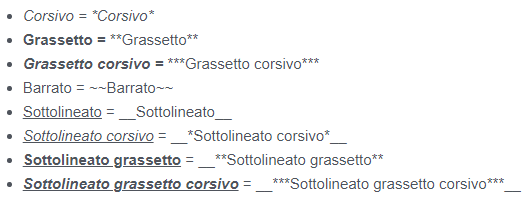 Corsivo = *Corsivo*
Grassetto = **Grassetto**
Grassetto corsivo = ***Grassetto corsivo***
Barrato = ~~Barrato~~
Sottolineato = __Sottolineato__
Sottolineato corsivo = __*Sottolineato corsivo*__
Sottolineato grassetto = __**Sottolineato grassetto**
Sottolineato grassetto corsivo = __***Sottolineato grassetto corsivo***__